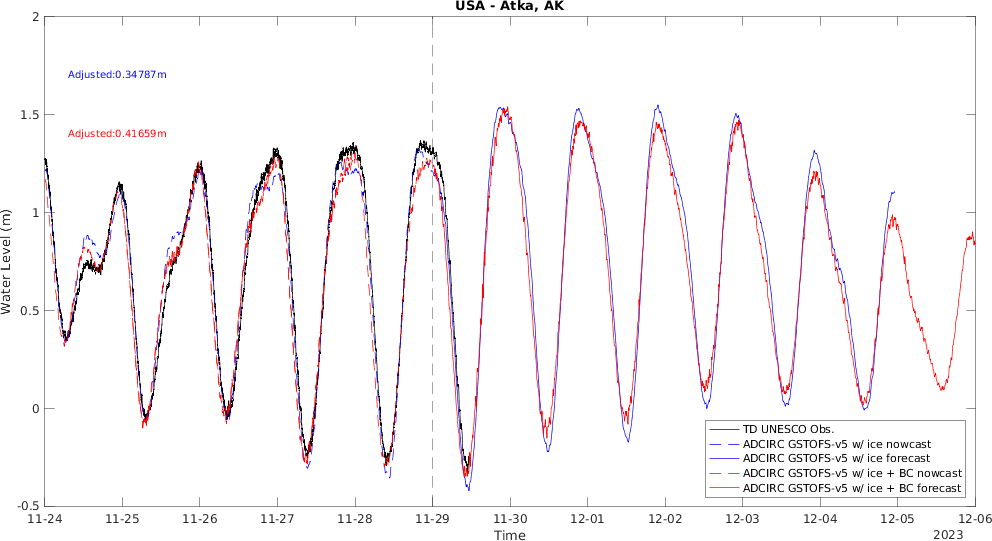 USA - Atka, AK
2
1.5
1
0.5
0
-0.5
Water Level (m)
Adjusted:0.34787m
Adjusted:0.41659m
TD UNESCO Obs.
ADCIRC GSTOFS-v5 w/ ice nowcast
ADCIRC GSTOFS-v5 w/ ice forecast
ADCIRC GSTOFS-v5 w/ ice + BC nowcast
ADCIRC GSTOFS-v5 w/ ice + BC forecast
11-24 11-25 11-26 11-27 11-28 11-29 11-30 12-01 12-02 12-03 12-04 12-05 12-06
Time
2023